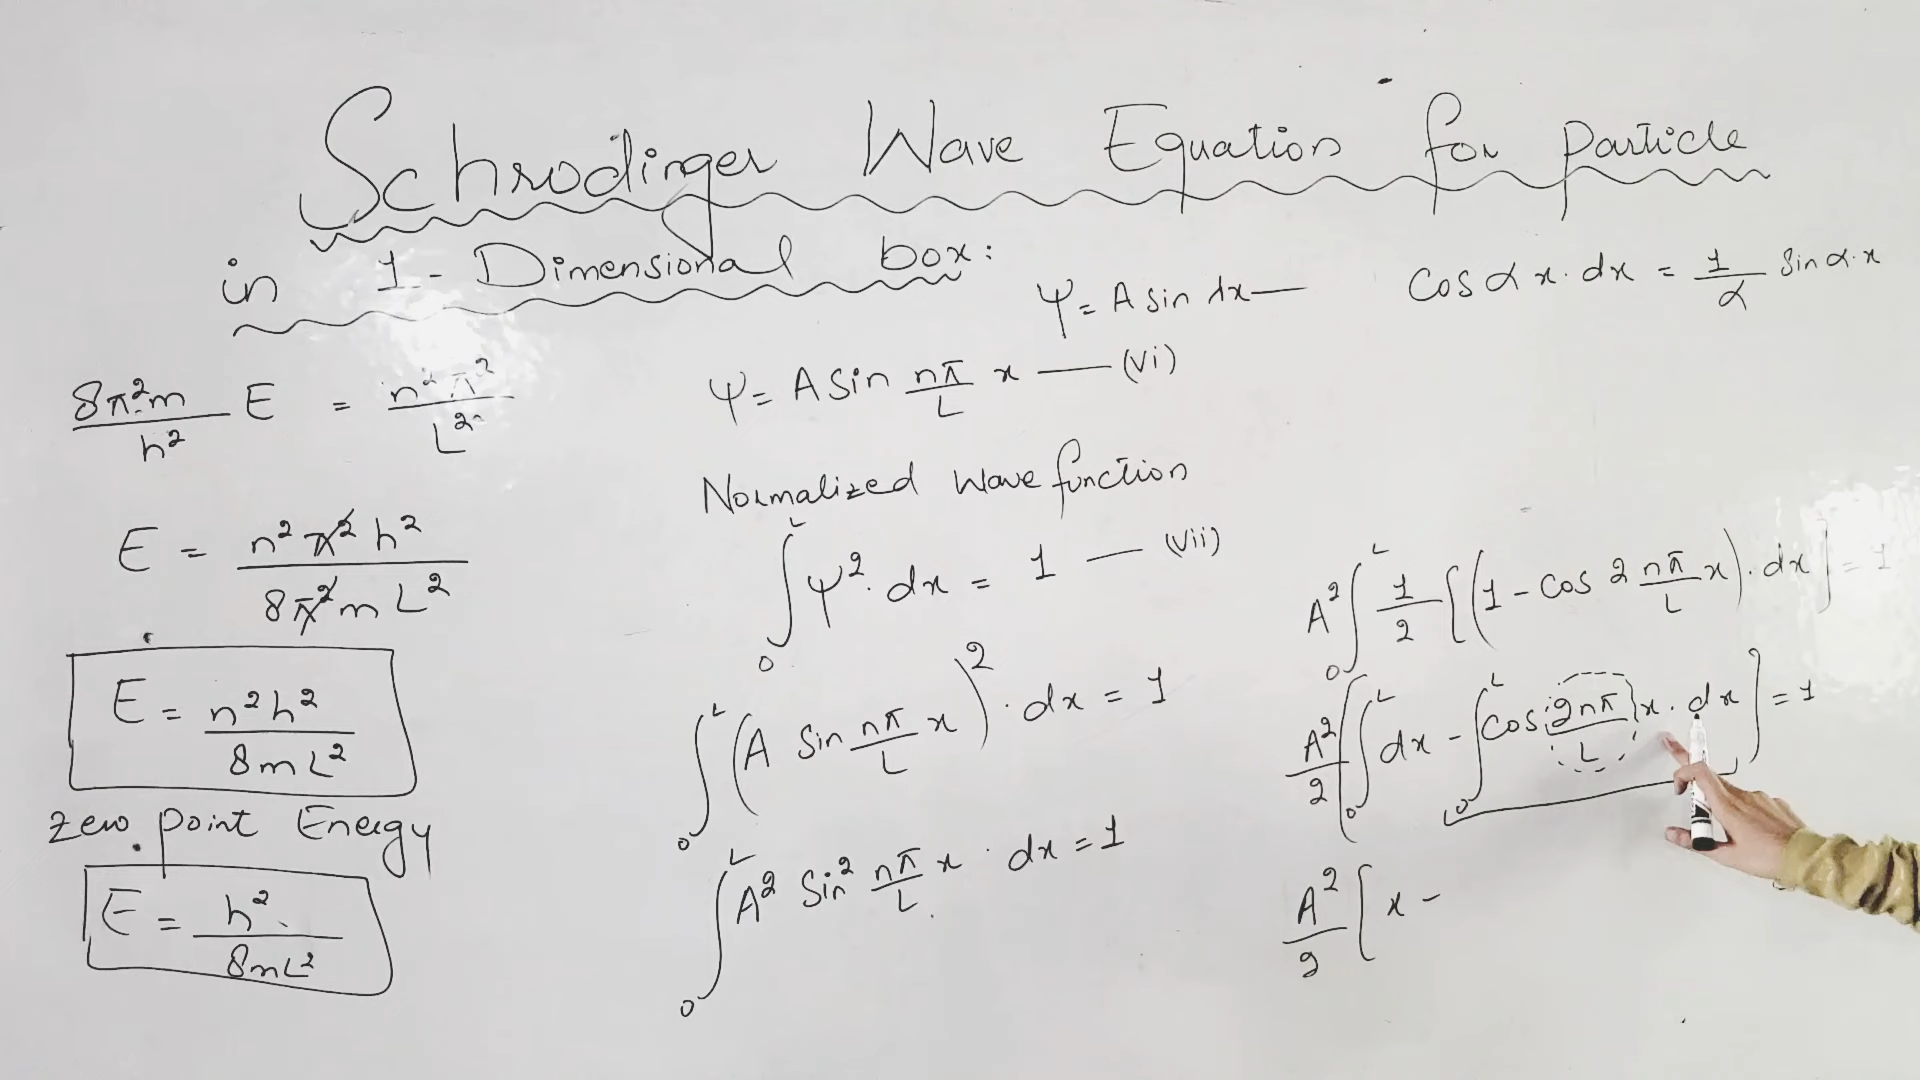 Schrodinger Wave Equation for Particle
in 1-Dimensional box:
ψ = A sin αx —
Cos α x . dx = 1/α Sin α . x
8π²m/h² E = n²π²/L²
E = n²π²h²/8π²mL²
E = n²h²/8mL²
Zero point Energy
E = h²/8mL²
ψ = A Sin nπ/L x — (Vi)
Normalized Wave function
∫₀ᴸ ψ² . dx = 1 — (Vii)
∫₀ᴸ (A Sin nπ/L x)² . dx = 1
∫₀ᴸ A² Sin² nπ/L x . dx = 1
A² ∫₀ᴸ 1/2 [(1 - Cos 2 nπ/L x) . dx] = 1
A²/2 [∫₀ᴸ dx - ∫₀ᴸ Cos 2nπ/L x . dx] = 1
A²/2 [x -